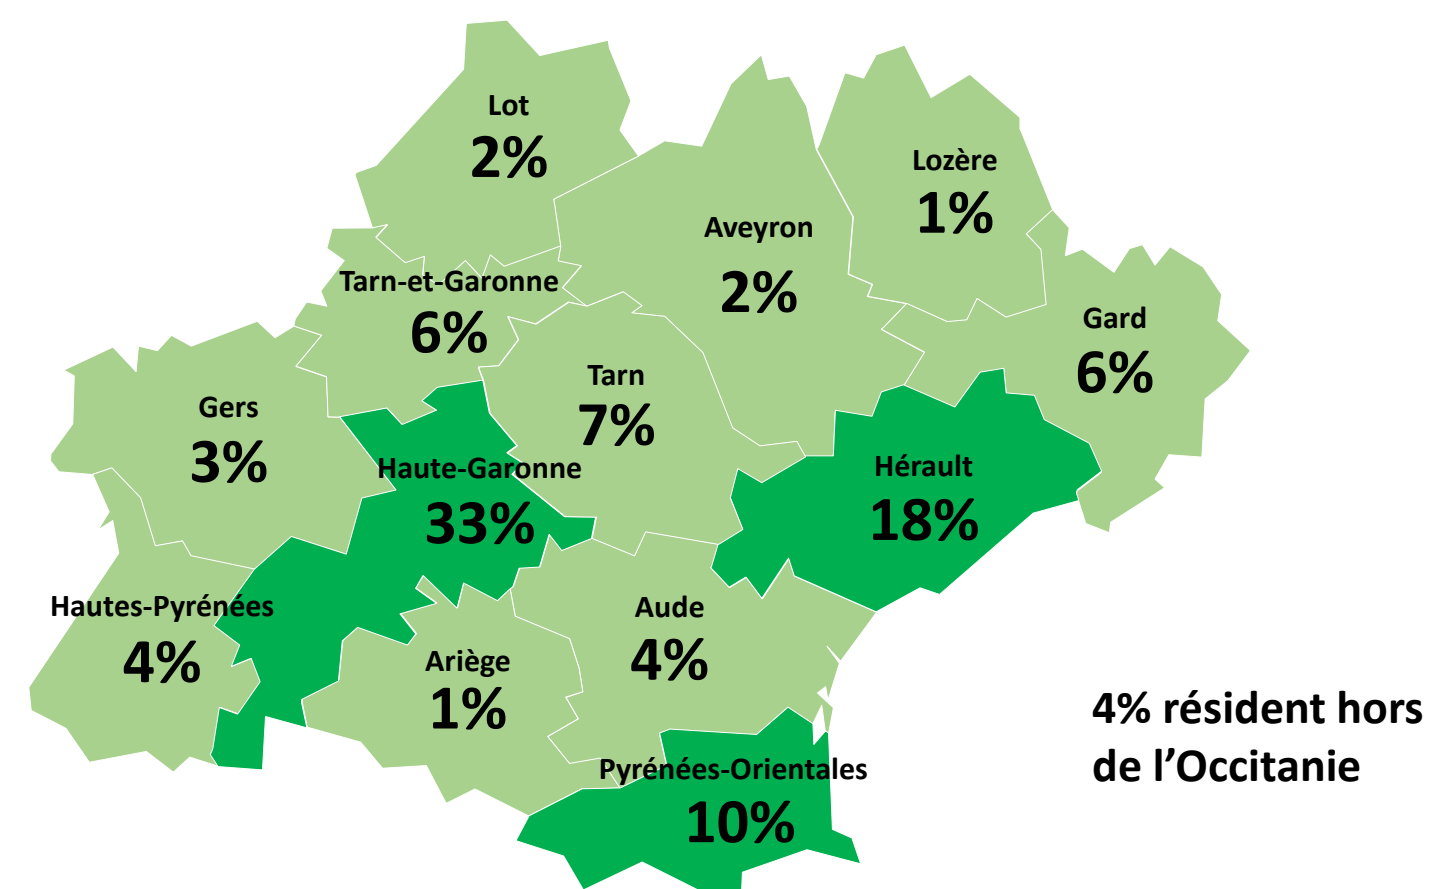 Lot
2%
Lozère
1%
Aveyron
2%
Tarn-et-Garonne
6%
Gard
6%
Tarn
7%
Gers
3%
Haute-Garonne
33%
Hérault
18%
Hautes-Pyrénées
4%
Aude
4%
Ariège
1%
4% résident hors
de l’Occitanie
Pyrénées-Orientales
10%